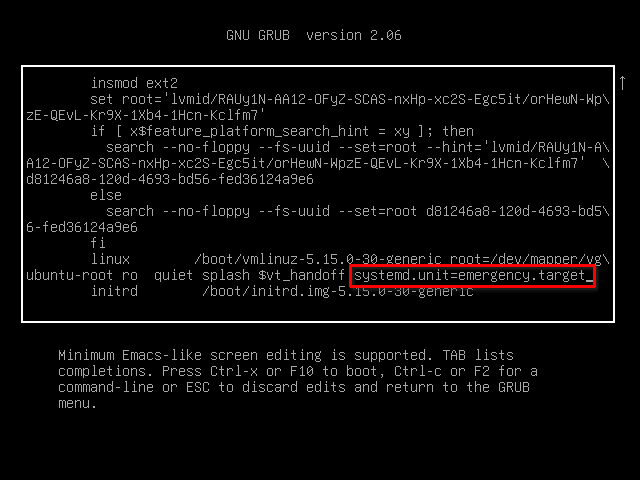 GNU GRUB  version 2.06
insmod ext2
set root='lvmid/RAUy1N-AA12-OFyZ-SCAS-nxHp-xc2S-Egc5it/orHewN-Wp\
zE-QEvL-Kr9X-1Xb4-1Hcn-Kclfm7'
if [ x$feature_platform_search_hint = xy ]; then
search --no-floppy --fs-uuid --set=root --hint='lvmid/RAUy1N-A\
A12-OFyZ-SCAS-nxHp-xc2S-Egc5it/orHewN-WpzE-QEvL-Kr9X-1Xb4-1Hcn-Kclfm7'  \
d81246a8-120d-4693-bd56-fed36124a9e6
else
search --no-floppy --fs-uuid --set=root d81246a8-120d-4693-bd5\
6-fed36124a9e6
fi
linux        /boot/vmlinuz-5.15.0-30-generic root=/dev/mapper/vg\
ubuntu-root ro  quiet splash $vt_handoff systemd.unit=emergency.target_
initrd        /boot/initrd.img-5.15.0-30-generic
Minimum Emacs-like screen editing is supported. TAB lists
completions. Press Ctrl-x or F10 to boot, Ctrl-c or F2 for a
command-line or ESC to discard edits and return to the GRUB
menu.